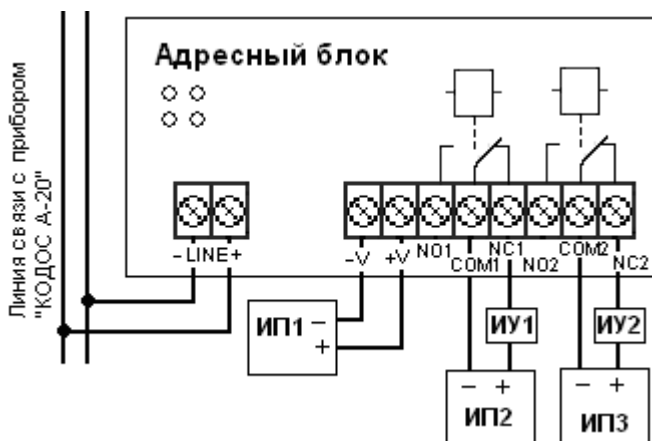 Адресный блок
Линия связи с прибором
"КОДОС А-20"
- LINE +
-V
+V
NO1
COM1
NC1
NO2
COM2
NC2
ИП1
-
+
ИУ1
ИУ2
- +
ИП2
- +
ИП3